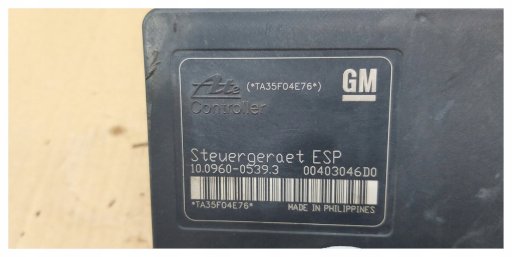 Ate (*TA35F04E76*) GM
Controller
Steuergeraet ESP
10.0960-0539.3 00403046D0
*TA35F04E76* MADE IN PHILIPPINES